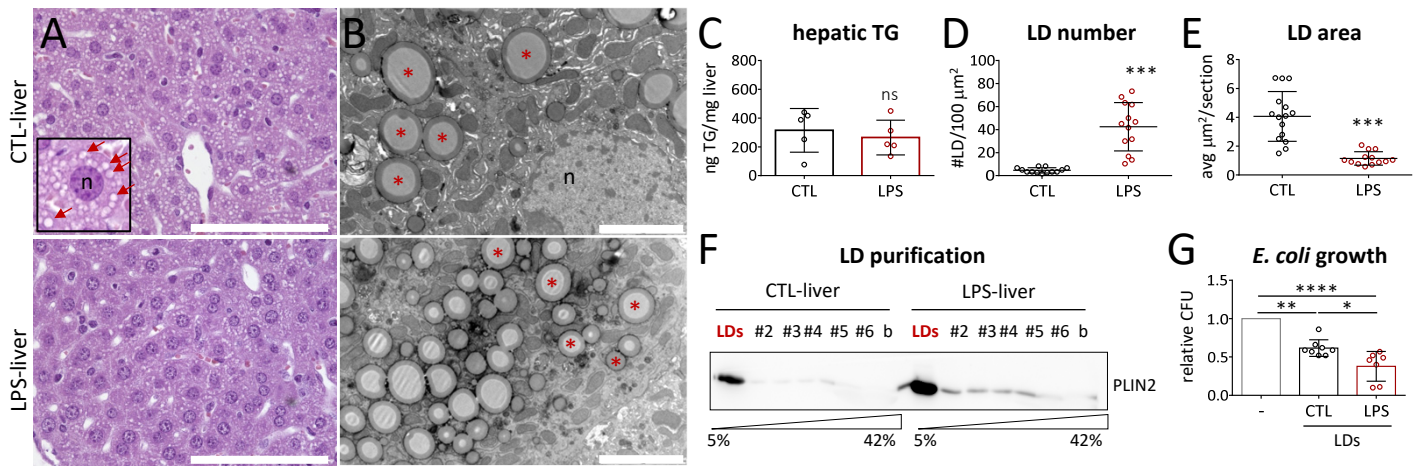 A
CTL-liver
n
LPS-liver
B
* * * * *
n
* * * * *
C
hepatic TG
ng TG/mg liver
800
600
400
200
0
ns
CTL LPS
D
LD number
#LD/100 μm²
100
80
60
40
20
0
***
CTL LPS
E
LD area
avg μm²/section
8
6
4
2
0
***
CTL LPS
F
LD purification
CTL-liver LPS-liver
LDs #2 #3 #4 #5 #6 b LDs #2 #3 #4 #5 #6 b
PLIN2
5% 42% 5% 42%
G
E. coli growth
relative CFU
1.0
0.5
0.0
****
** *
- CTL LPS
LDs